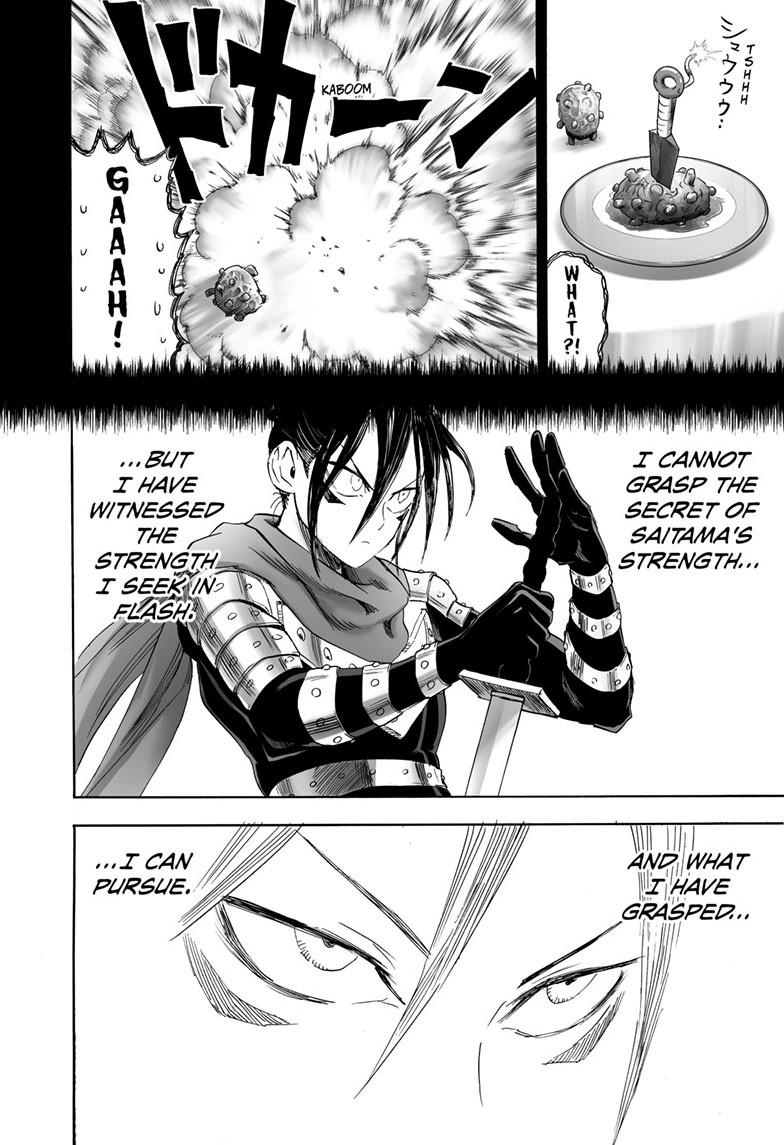 シュウウウ…
TSHHH
WHAT?!
ドカーン
KABOOM
GAAAH!
I CANNOT
GRASP THE
SECRET OF
SAITAMA'S
STRENGTH...
...BUT
I HAVE
WITNESSED
THE
STRENGTH
I SEEK IN
FLASH.
AND WHAT
I HAVE
GRASPED...
...I CAN
PURSUE.